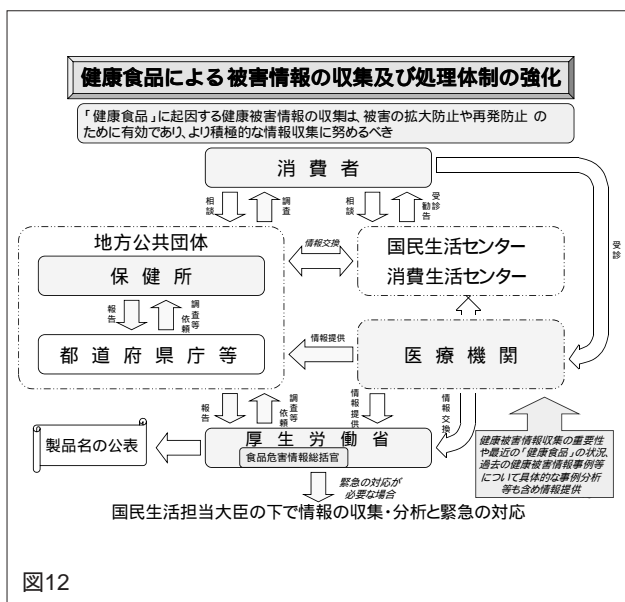 健康食品による被害情報の収集及び処理体制の強化
「健康食品」に起因する健康被害情報の収集は、被害の拡大防止や再発防止 の
ために有効であり、より積極的な情報収集に努めるべき
消費者
相談
調査
相談
受診勧告
受診
地方公共団体
保健所
報告
調査等依頼
都道府県庁等
情報交換
国民生活センター
消費生活センター
情報提供
医療機関
報告
調査等依頼
情報提供
情報交換
製品名の公表
厚生労働省
食品危害情報総括官
健康被害情報収集の重要性
や最近の「健康食品」の状況、
過去の健康被害情報事例等
について具体的な事例分析
等も含め情報提供
緊急の対応が
必要な場合
国民生活担当大臣の下で情報の収集・分析と緊急の対応
図12